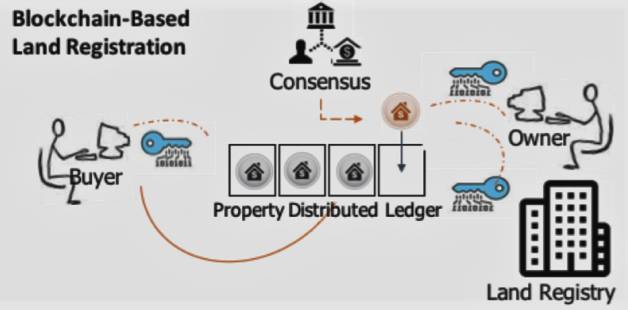 Blockchain-Based
Land Registration
Consensus
Owner
Buyer
Property Distributed Ledger
Land Registry